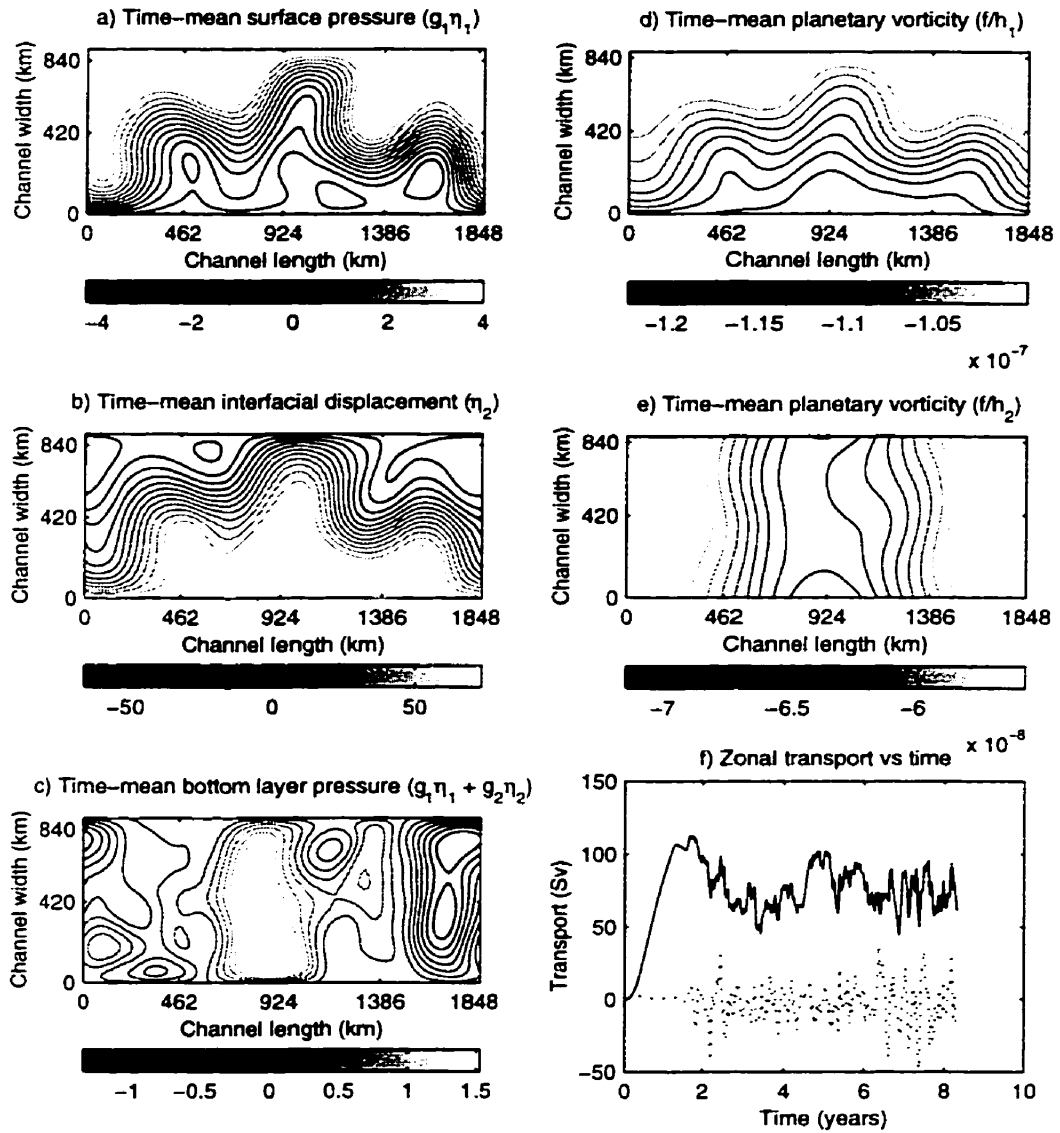 a) Time-mean surface pressure (g₁η₁)
Channel width (km)
840
420
0
0 462 924 1386 1848
Channel length (km)
-4 -2 0 2 4
b) Time-mean interfacial displacement (η₂)
Channel width (km)
840
420
0
0 462 924 1386 1848
Channel length (km)
-50 0 50
c) Time-mean bottom layer pressure (g₁η₁ + g₂η₂)
Channel width (km)
840
420
0
0 462 924 1386 1848
Channel length (km)
-1 -0.5 0 0.5 1 1.5
d) Time-mean planetary vorticity (f/h₁)
Channel width (km)
840
420
0
0 462 924 1386 1848
Channel length (km)
-1.2 -1.15 -1.1 -1.05
x 10⁻⁷
e) Time-mean planetary vorticity (f/h₂)
Channel width (km)
840
420
0
0 462 924 1386 1848
Channel length (km)
-7 -6.5 -6
x 10⁻⁸
f) Zonal transport vs time
Transport (Sv)
150
100
50
0
-50
0 2 4 6 8 10
Time (years)